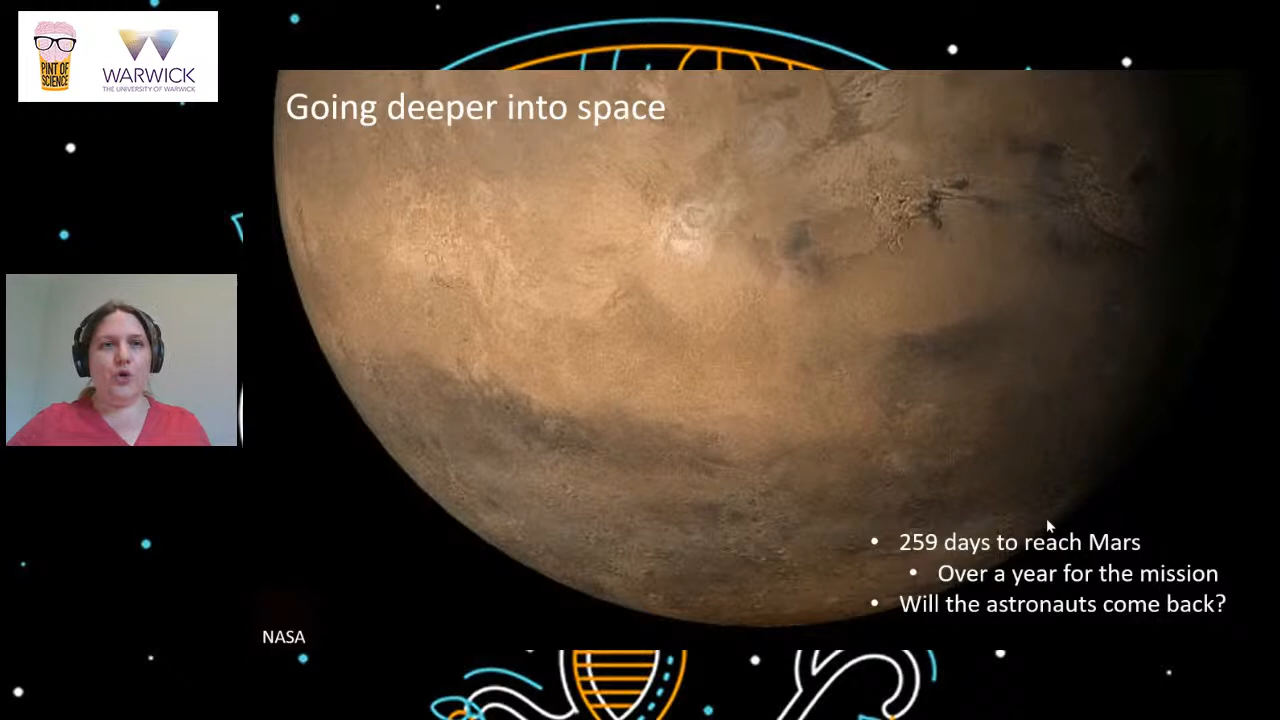 PINT OF
SCIENCE
WARWICK
THE UNIVERSITY OF WARWICK
Going deeper into space
• 259 days to reach Mars
• Over a year for the mission
• Will the astronauts come back?
NASA